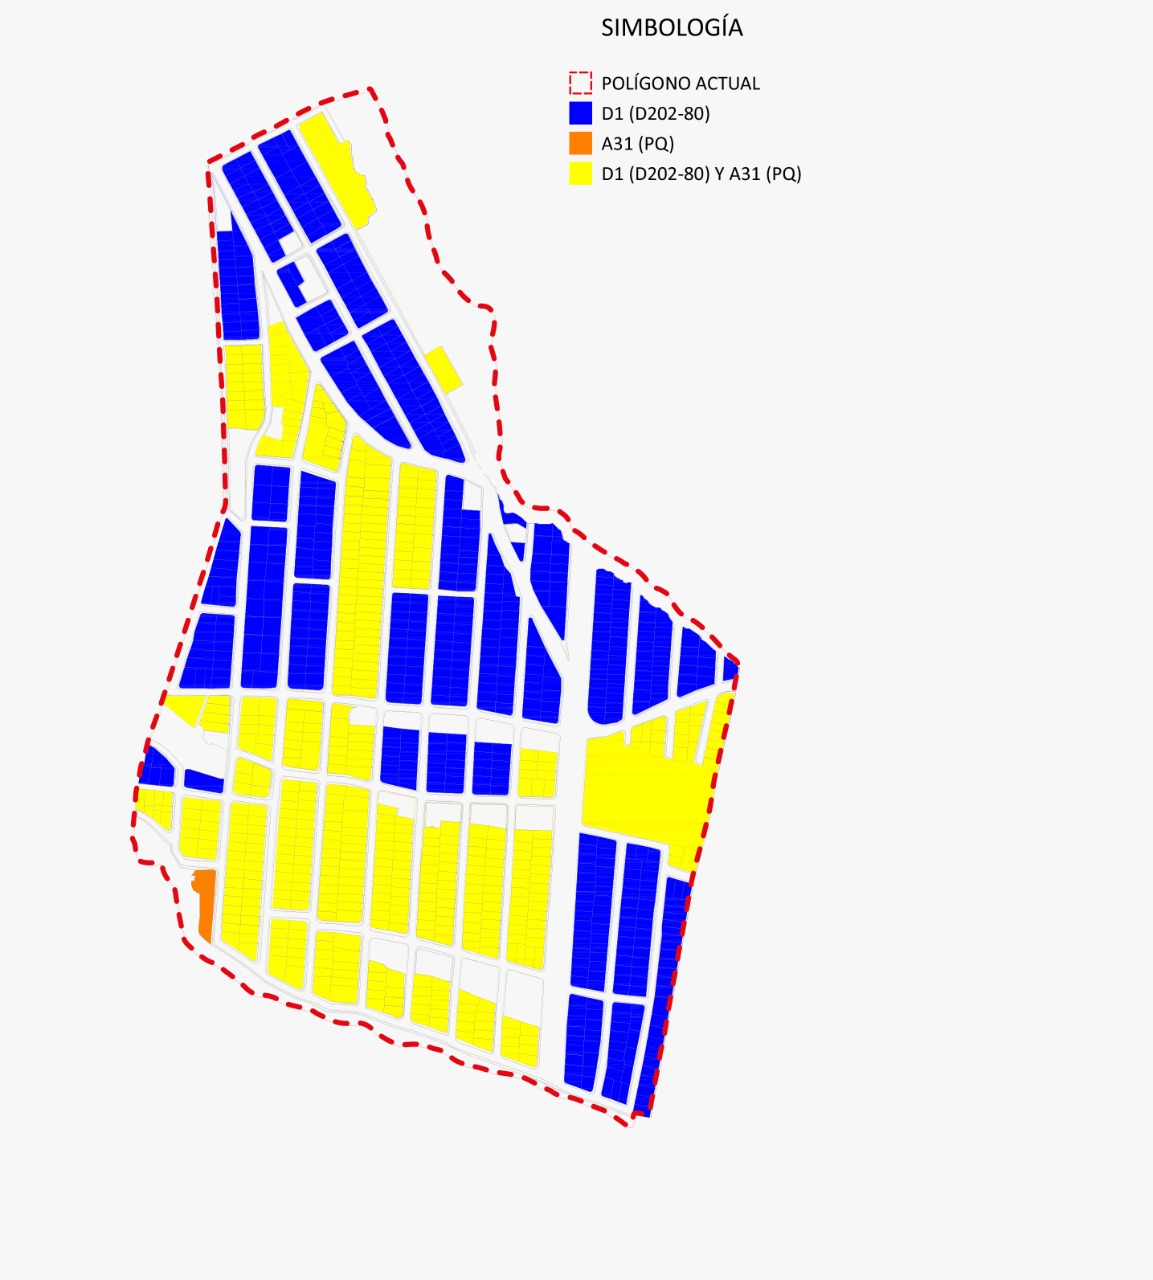 SIMBOLOGÍA
POLÍGONO ACTUAL
D1 (D202-80)
A31 (PQ)
D1 (D202-80) Y A31 (PQ)